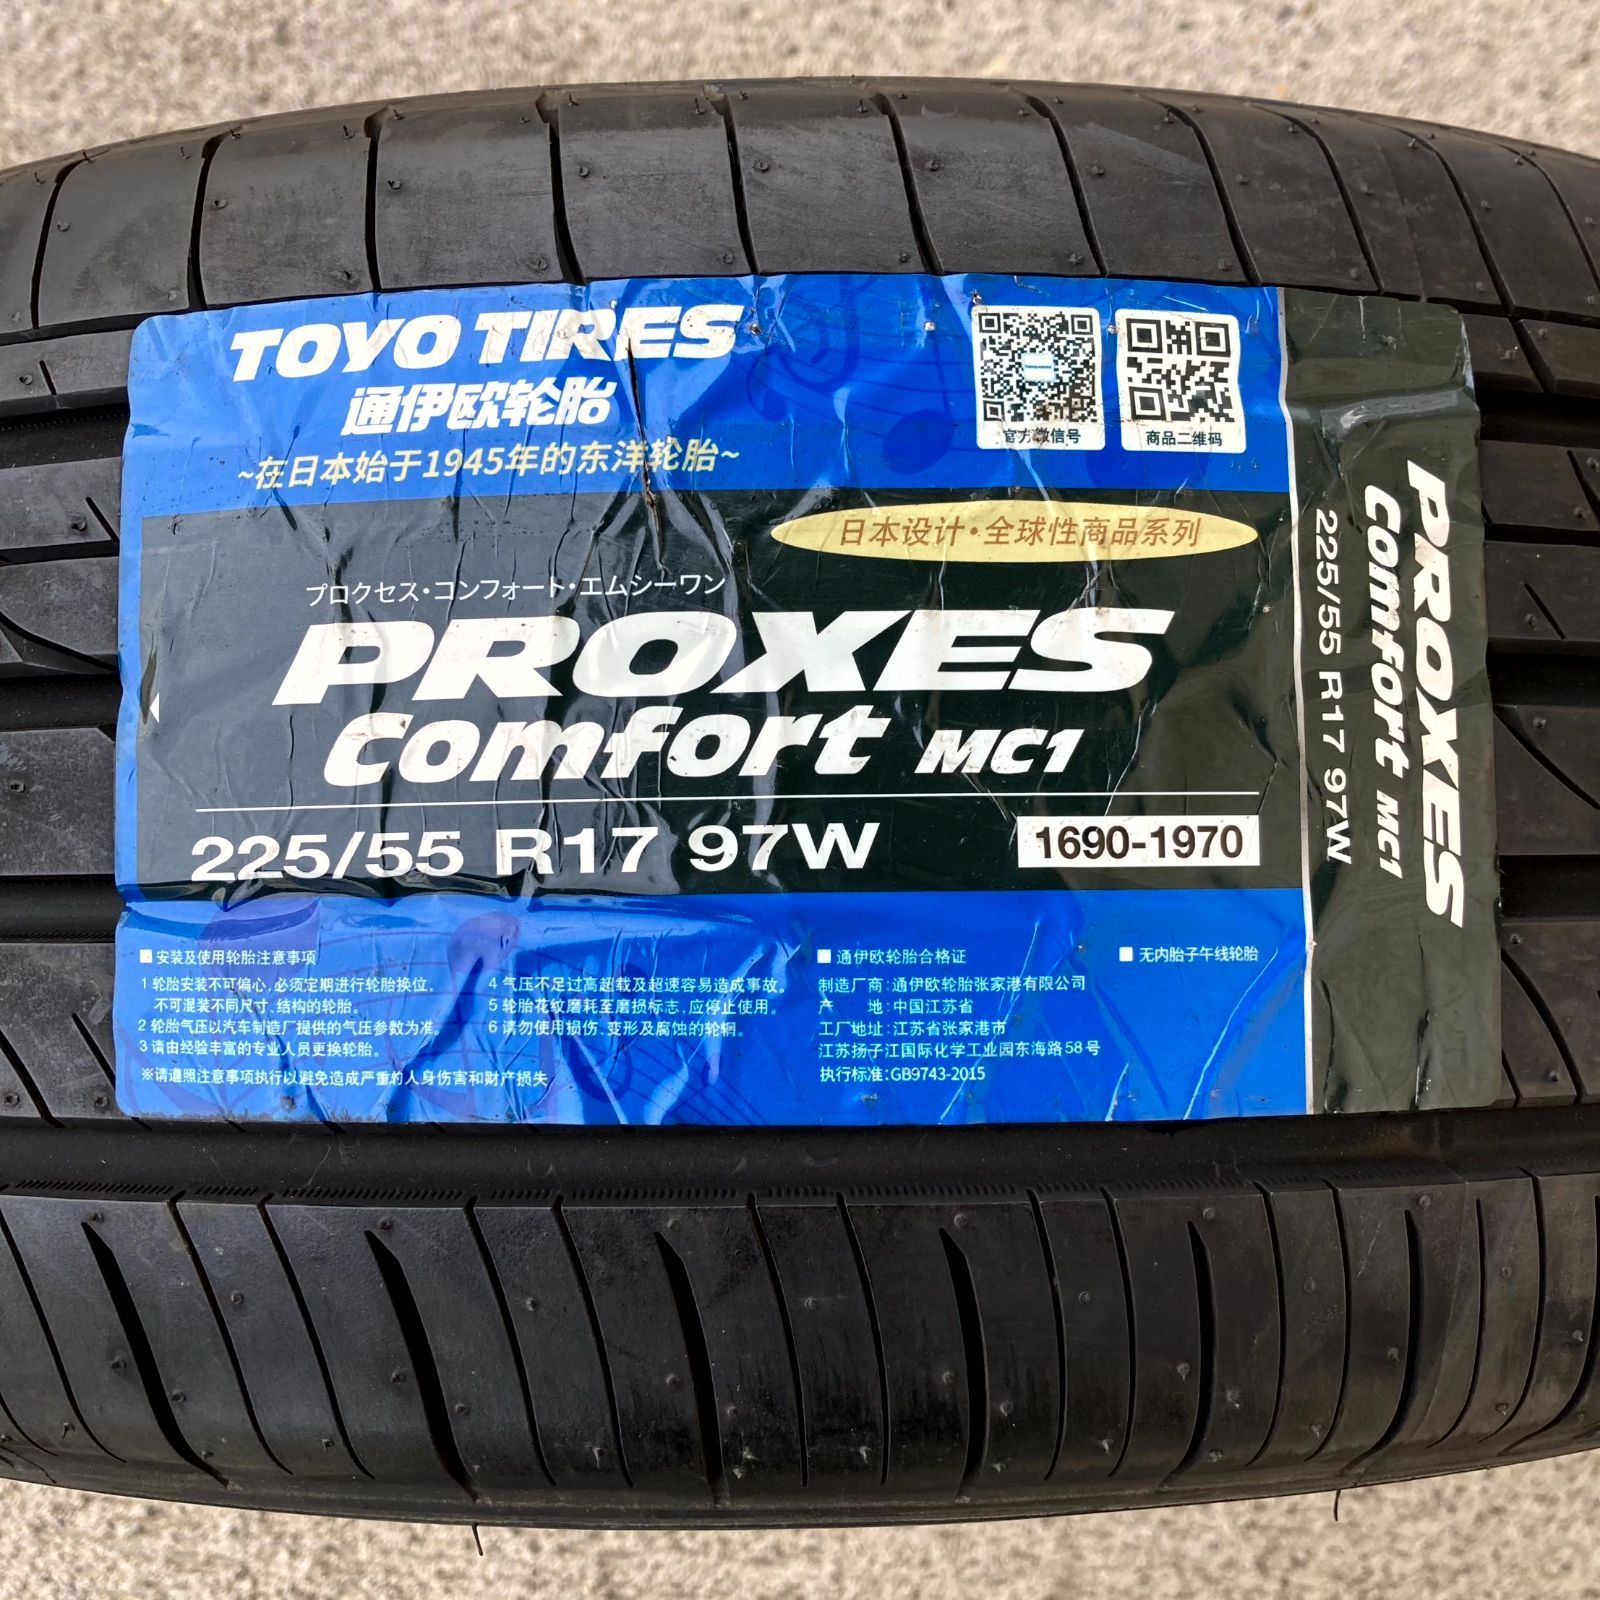 TOYO TIRES
通伊欧轮胎
~在日本始于1945年的东洋轮胎~
官方微信号
商品二维码
日本设计·全球性商品系列
プロクセス・コンフォート・エムシーワン
PROXES
Comfort MC1
225/55 R17 97W
1690-1970
PROXES
Comfort MC1
225/55 R17 97W
安装及使用轮胎注意事项
1 轮胎安装不可偏心,必须定期进行轮胎换位,
不可混装不同尺寸、结构的轮胎。
2 轮胎气压以汽车制造厂提供的气压参数为准。
3 请由经验丰富的专业人员更换轮胎。
4 气压不足过高超载及超速容易造成事故。
5 轮胎花纹磨耗至磨损标志,应停止使用。
6 请勿使用损伤、变形及腐蚀的轮辋。
※请遵照注意事项执行以避免造成严重的人身伤害和财产损失
通伊欧轮胎合格证
制造厂商:通伊欧轮胎张家港有限公司
产 地:中国江苏省
工厂地址:江苏省张家港市
江苏扬子江国际化学工业园东海路58号
执行标准:GB9743-2015
无内胎子午线轮胎